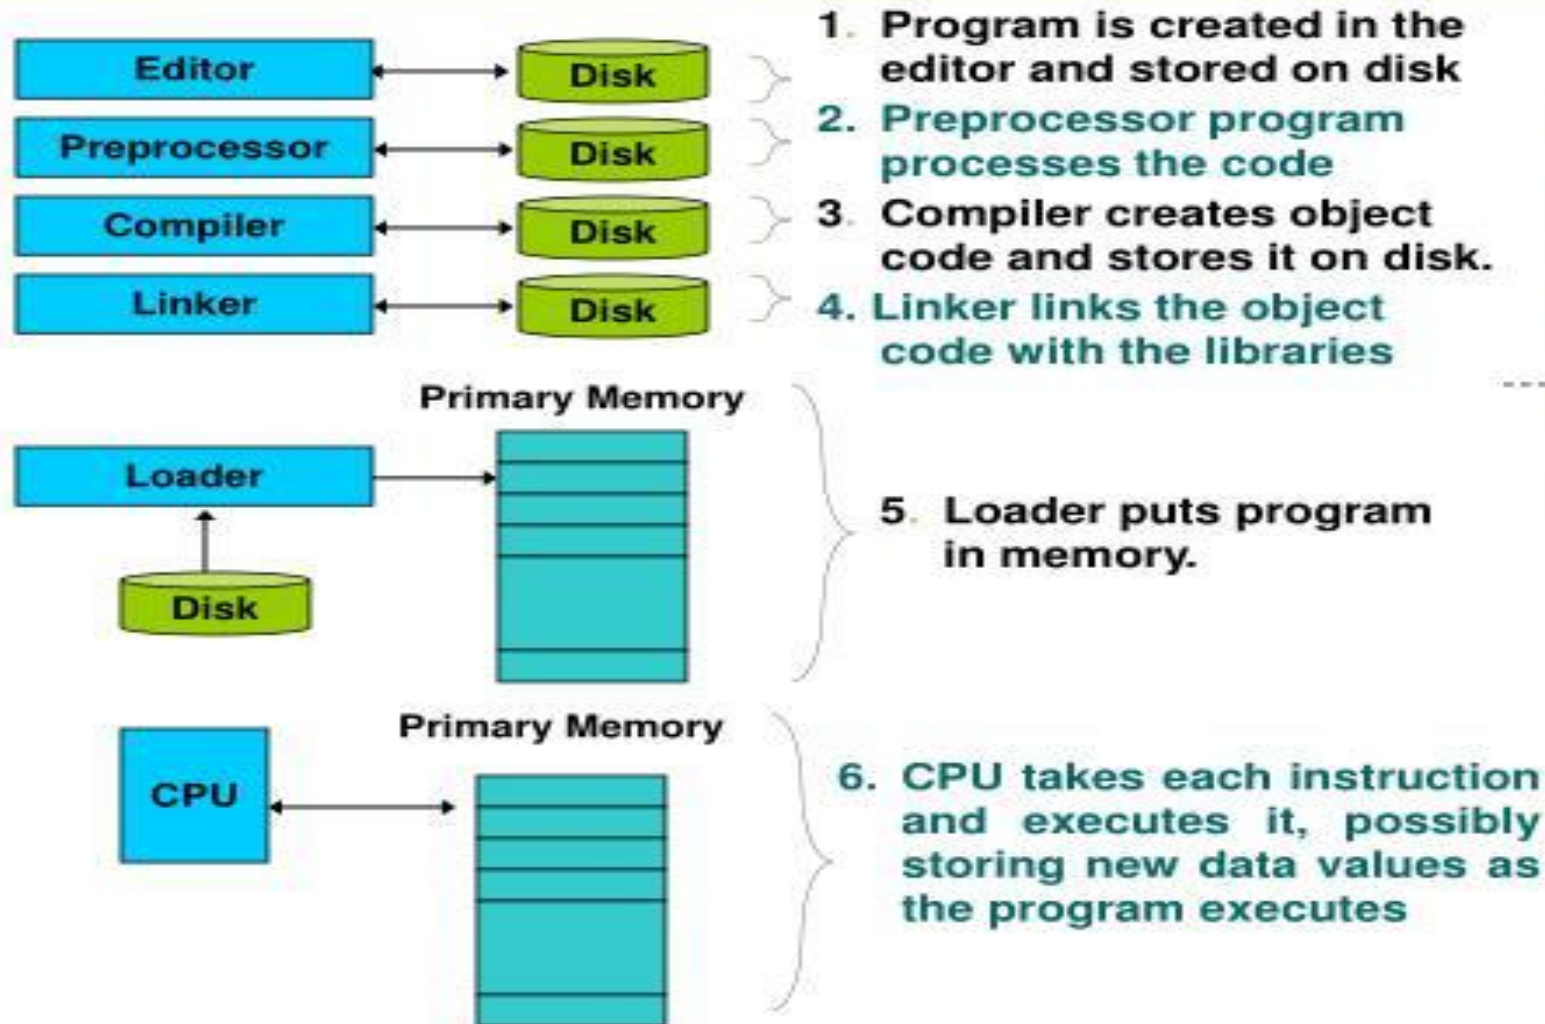 Editor
Disk
1. Program is created in the
editor and stored on disk
Preprocessor
Disk
2. Preprocessor program
processes the code
Compiler
Disk
3. Compiler creates object
code and stores it on disk.
Linker
Disk
4. Linker links the object
code with the libraries
Primary Memory
Loader
Disk
5. Loader puts program
in memory.
Primary Memory
CPU
6. CPU takes each instruction
and executes it, possibly
storing new data values as
the program executes